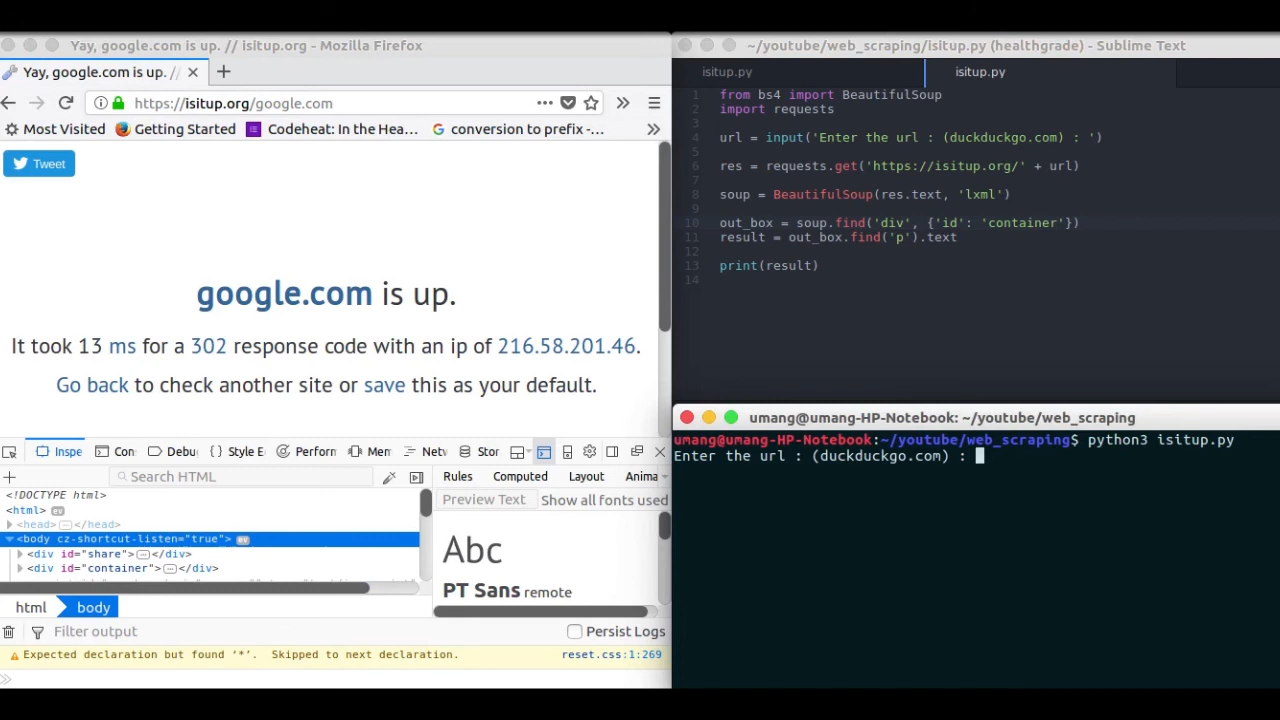 Yay, google.com is up. // isitup.org - Mozilla Firefox
Yay, google.com is up. //
https://isitup.org/google.com
Most Visited Getting Started Codeheat: In the Hea… conversion to prefix -…
Tweet
google.com is up.
It took 13 ms for a 302 response code with an ip of 216.58.201.46.
Go back to check another site or save this as your default.
Inspe Con Debu Perforn Mem Netv Stor
Search HTML
Rules Computed Layout Anima
<!DOCTYPE html>
<html> ev
<head>…</head>
<body cz-shortcut-listen="true"> ev
<div id="share">…</div>
<div id="container">…</div>
Preview Text Show all fonts used
Abc
PT Sans remote
html body
Filter output Persist Logs
Expected declaration but found ‘*’. Skipped to next declaration. reset.css:1:269
~/youtube/web_scraping/isitup.py (healthgrade) - Sublime Text
isitup.py isitup.py
1 from bs4 import BeautifulSoup
2 import requests
3
4 url = input('Enter the url : (duckduckgo.com) : ')
5
6 res = requests.get('https://isitup.org/' + url)
7
8 soup = BeautifulSoup(res.text, 'lxml')
9
10 out_box = soup.find('div', {'id': 'container'})
11 result = out_box.find('p').text
12
13 print(result)
14
umang@umang-HP-Notebook: ~/youtube/web_scraping
umang@umang-HP-Notebook:~/youtube/web_scraping$ python3 isitup.py
Enter the url : (duckduckgo.com) :